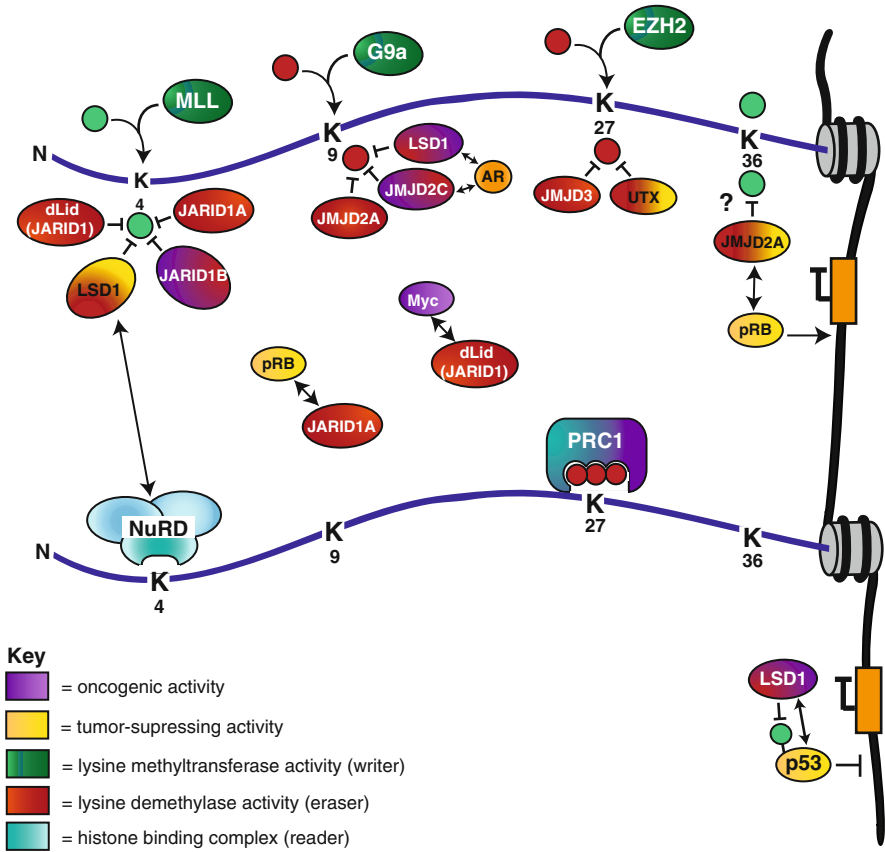 EZH2
G9a
MLL
K
27
K
9
K
36
N
K
4
LSD1
AR
JMJD2C
JMJD2A
JMJD3
UTX
?
JMJD2A
dLid
(JARID1)
JARID1A
LSD1
JARID1B
Myc
pRB
dLid
(JARID1)
pRB
JARID1A
PRC1
NuRD
N
K
4
K
9
K
27
K
36
Key
= oncogenic activity
= tumor-supressing activity
= lysine methyltransferase activity (writer)
= lysine demethylase activity (eraser)
= histone binding complex (reader)
LSD1
p53